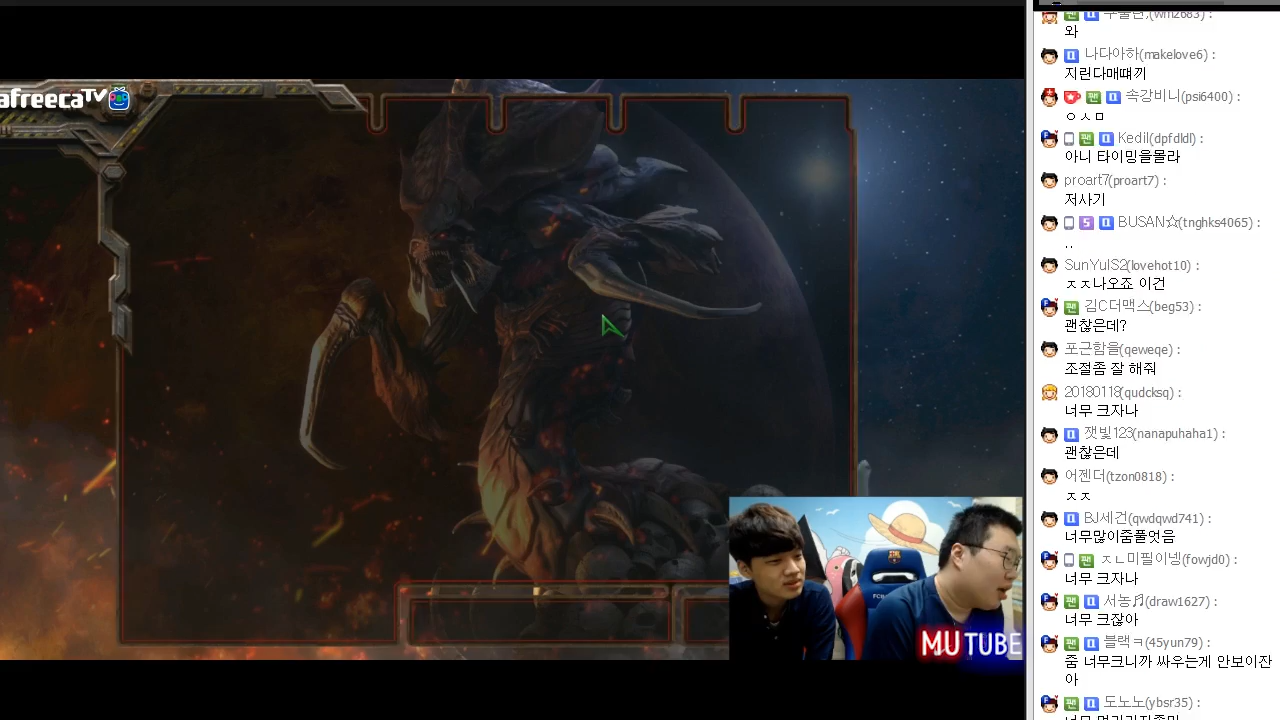 afreecaTV
MUTUBE
FCB
와
나다아하(makelove6) :
지린다매떄끼
속강비니(psi6400) :
ㅇㅅㅁ
Kedil(dpfdldl) :
아니 타이밍을몰라
proart7(proart7) :
저사기
BUSAN☆(tnghks4065) :
..
SunYulS2(lovehot10) :
ㅈㅈ나오죠 이건
김C더맥스(beg53) :
괜찮은데?
포근함을(qeweqe) :
조절좀 잘 해줘
20180118(qudcksq) :
너무 크자나
잿빛123(nanapuhaha1) :
괜찮은데
어젠더(tzon0818) :
ㅈㅈ
BJ세건(qwdqwd741) :
너무많이줌풀엇음
ㅈㄴ미필이넹(fowjd0) :
너무 크자나
서농♬(draw1627) :
너무 크잖아
블랙ㅋ(45yun79) :
줌 너무크니까 싸우는게 안보이잔
아
도노노(ybsr35) :